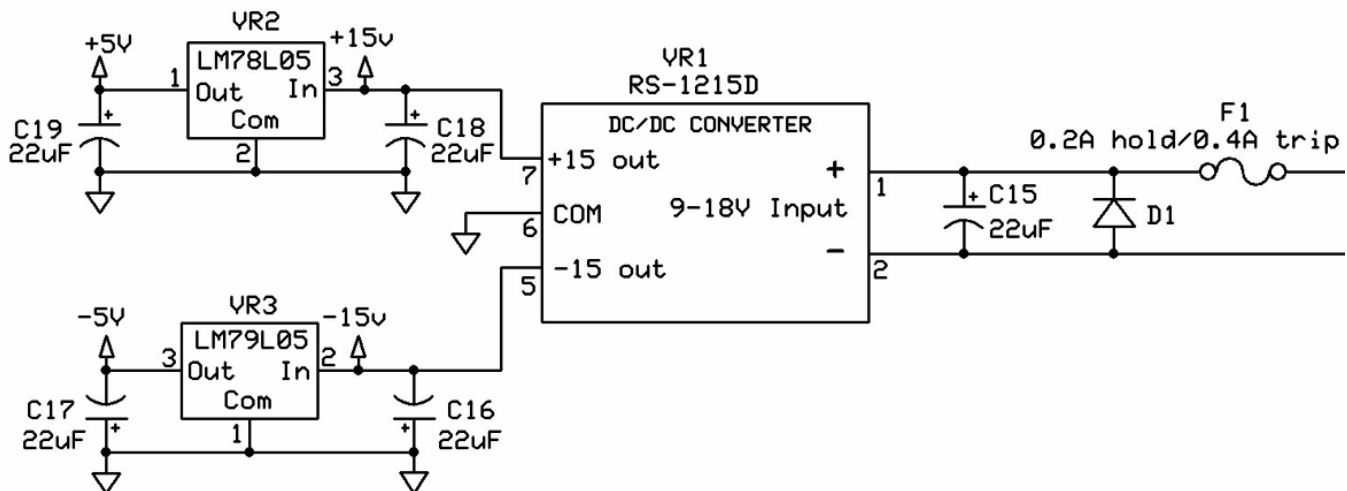 VR2
+5V
+15v
LM78L05
1
Out
In
3
Com
2
C19
22uF
C18
22uF
VR1
RS-1215D
DC/DC CONVERTER
+15 out
7
COM
6
-15 out
5
+
9-18V Input
-
1
2
C15
22uF
D1
F1
0.2A hold/0.4A trip
VR3
-5V
-15v
LM79L05
3
Out
In
2
Com
1
C17
22uF
C16
22uF
+
+
+
+
+